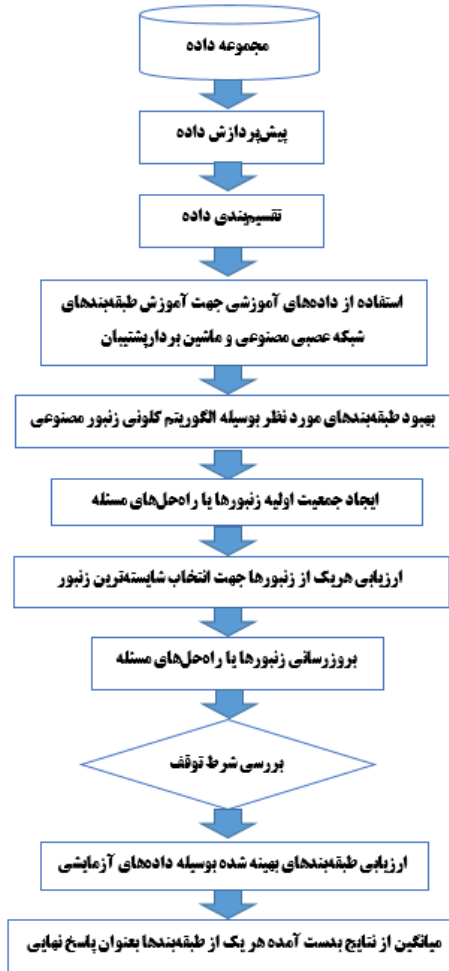 مجموعه داده
پیش‌پردازش داده
تقسیم‌بندی داده
استفاده از داده‌های آموزشی جهت آموزش طبقه‌بندهای
شبکه عصبی مصنوعی و ماشین بردارپشتیبان
بهبود طبقه‌بندهای مورد نظر بوسیله الگوریتم کلونی زنبور مصنوعی
ایجاد جمعیت اولیه زنبورها یا راه‌حل‌های مسئله
ارزیابی هریک از زنبورها جهت انتخاب شایسته‌ترین زنبور
بروزرسانی زنبورها یا راه‌حل‌های مسئله
بررسی شرط توقف
ارزیابی طبقه‌بندهای بهینه شده بوسیله داده‌های آزمایشی
میانگین از نتایج بدست آمده هر یک از طبقه‌بندها بعنوان پاسخ نهایی